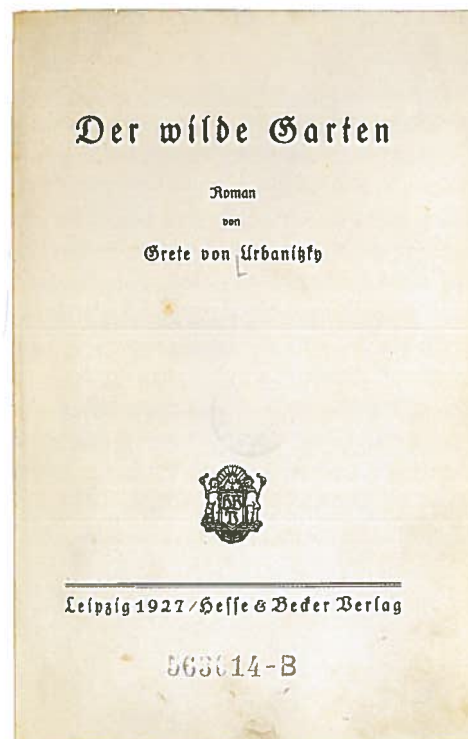 Der wilde Garten
Roman
von
Grete von Urbanitzky
Leipzig 1927 / Hesse & Becker Verlag